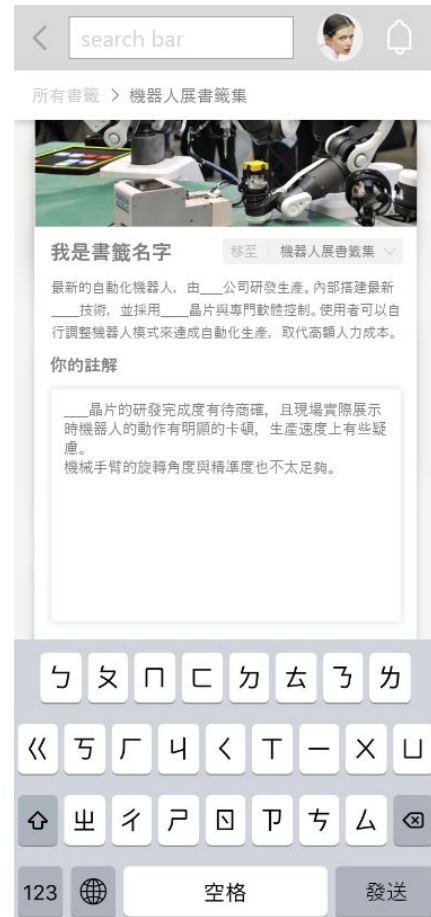 search bar
所有書籤 > 機器人展書籤集
我是書籤名字
移至 | 機器人展書籤集
最新的自動化機器人，由___公司研發生產。內部搭建最新
____技術，並採用____晶片與專門軟體控制。使用者可以自
行調整機器人模式來達成自動化生產，取代高額人力成本。
你的註解
___晶片的研發完成度有待商確，且現場實際展示
時機器人的動作有明顯的卡頓，生產速度上有些疑
慮。
機械手臂的旋轉角度與精準度也不太足夠。
ㄅ ㄆ ㄇ ㄈ ㄉ ㄊ ㄋ ㄌ
ㄍ ㄎ ㄏ ㄐ ㄑ ㄒ ㄧ ㄨ ㄩ
ㄓ ㄔ ㄕ ㄖ ㄗ ㄘ ㄙ
123 空格 發送